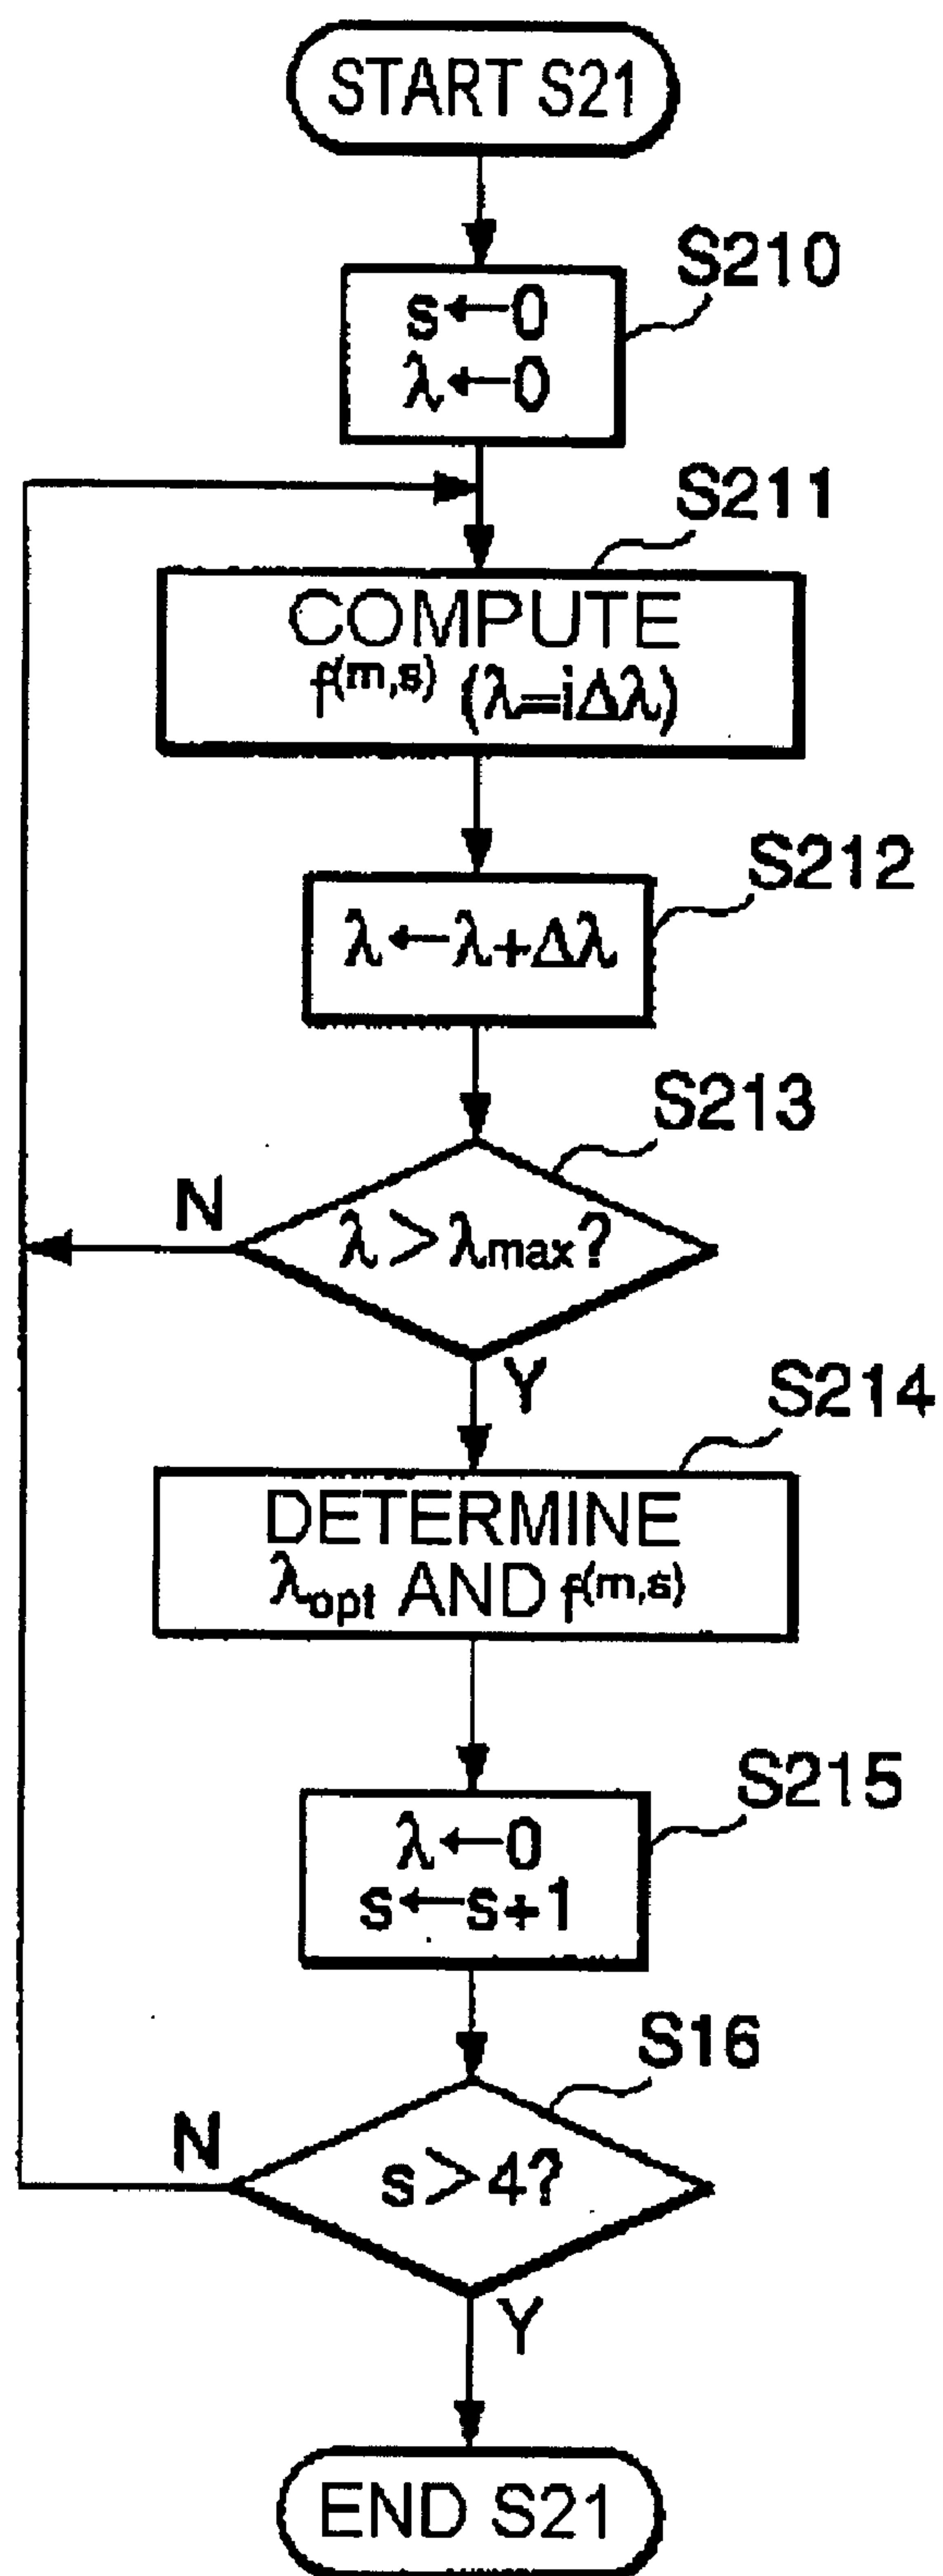 START S21
S210
s←0
λ←0
S211
COMPUTE
f(m,s) (λ=iΔλ)
S212
λ←λ+Δλ
S213
N
λ>λmax?
Y
S214
DETERMINE
λopt AND f(m,s)
S215
λ←0
s←s+1
S16
N
s>4?
Y
END S21